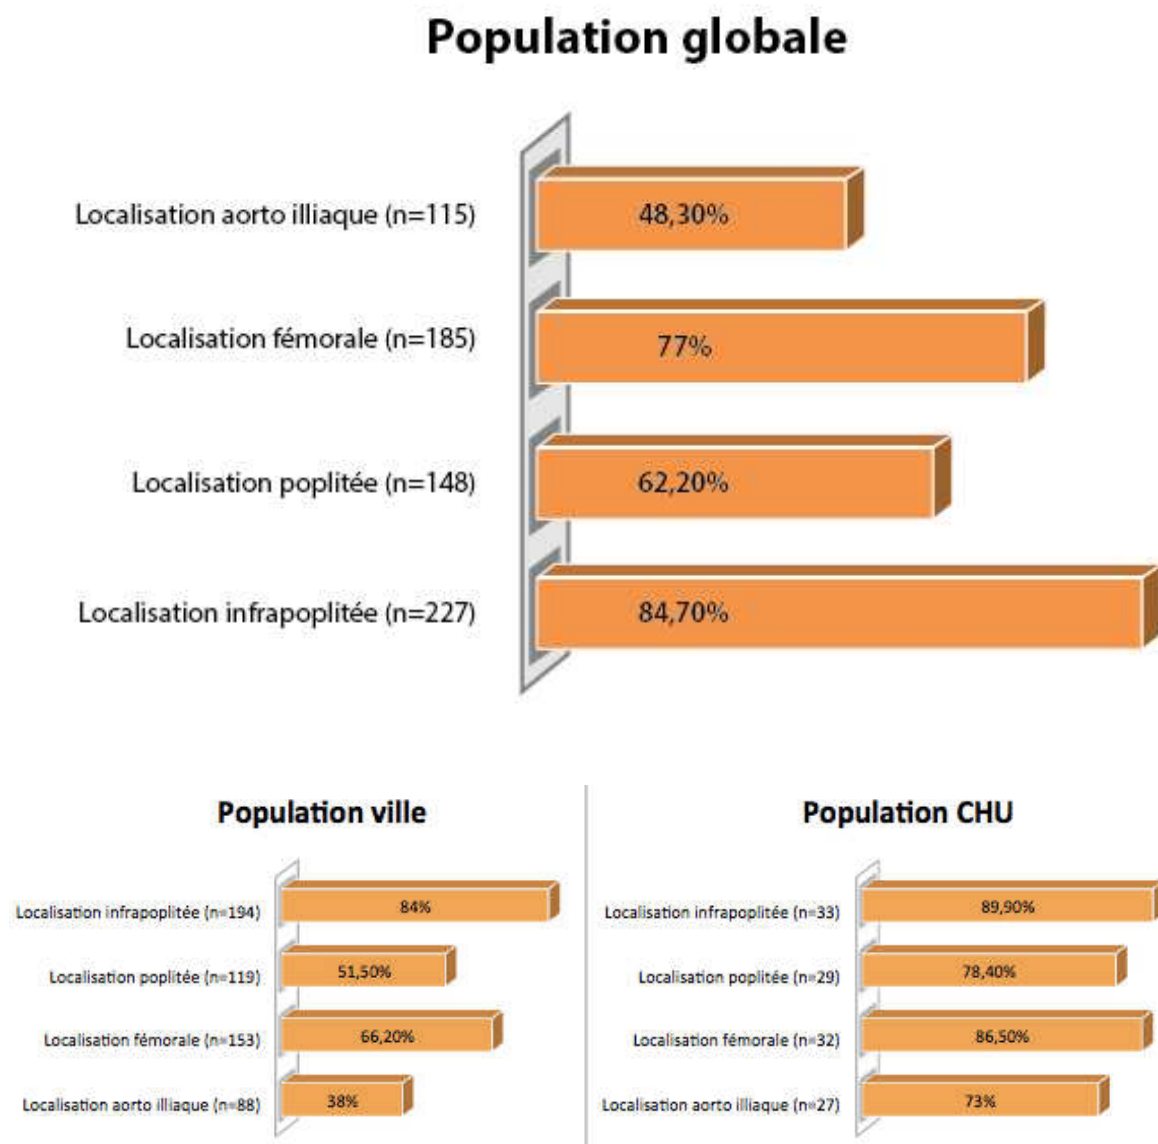 Population globale
Localisation aorto illiaque (n=115) 48,30%
Localisation fémorale (n=185) 77%
Localisation poplitée (n=148) 62,20%
Localisation infrapoplitée (n=227) 84,70%
Population ville
Localisation infrapoplitée (n=194) 84%
Localisation poplitée (n=119) 51,50%
Localisation fémorale (n=153) 66,20%
Localisation aorto illiaque (n=88) 38%
Population CHU
Localisation infrapoplitée (n=33) 89,90%
Localisation poplitée (n=29) 78,40%
Localisation fémorale (n=32) 86,50%
Localisation aorto illiaque (n=27) 73%